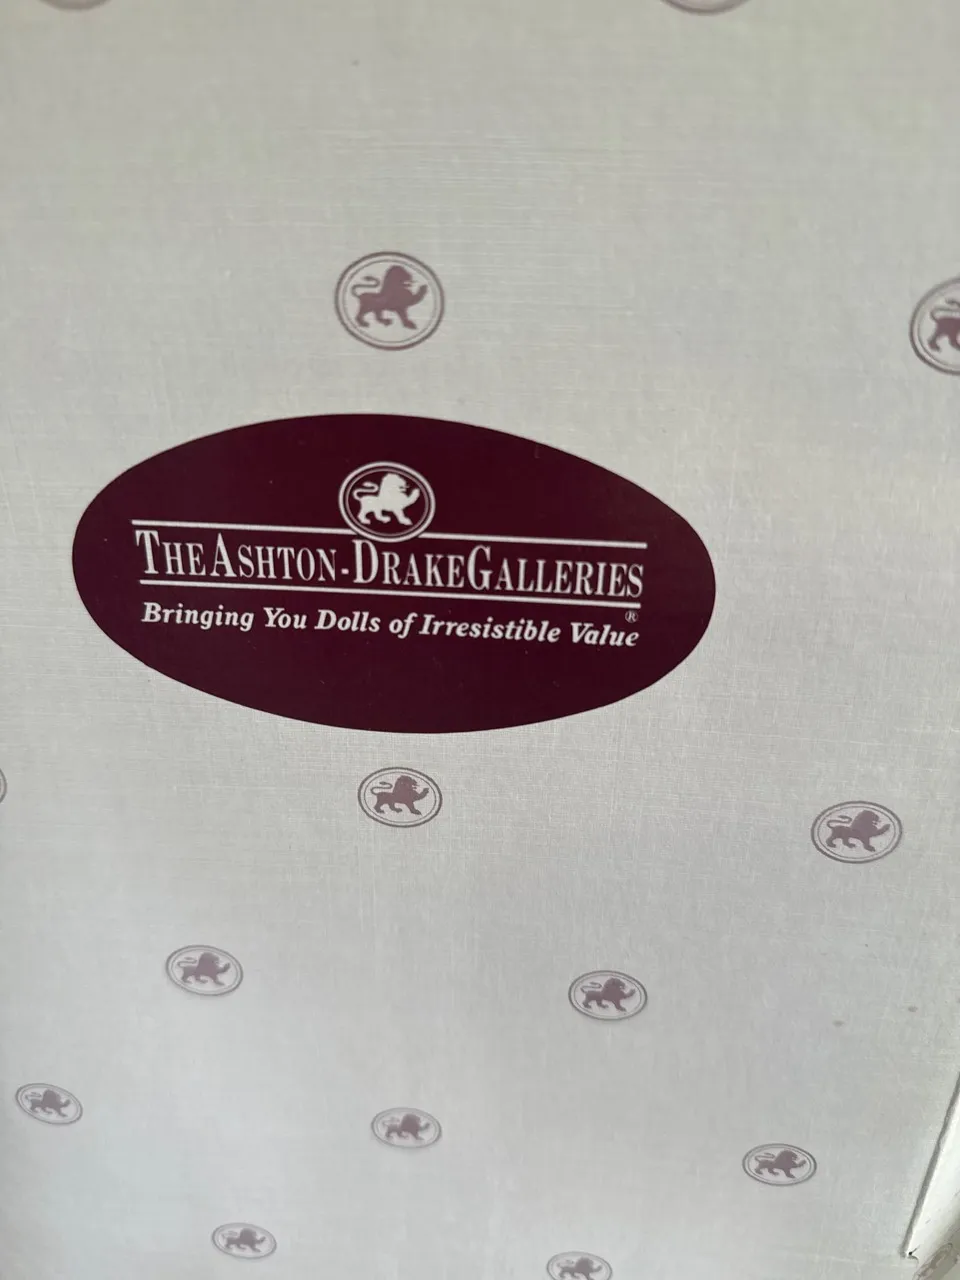 THE ASHTON-DRAKE GALLERIES
®
Bringing You Dolls of Irresistible Value